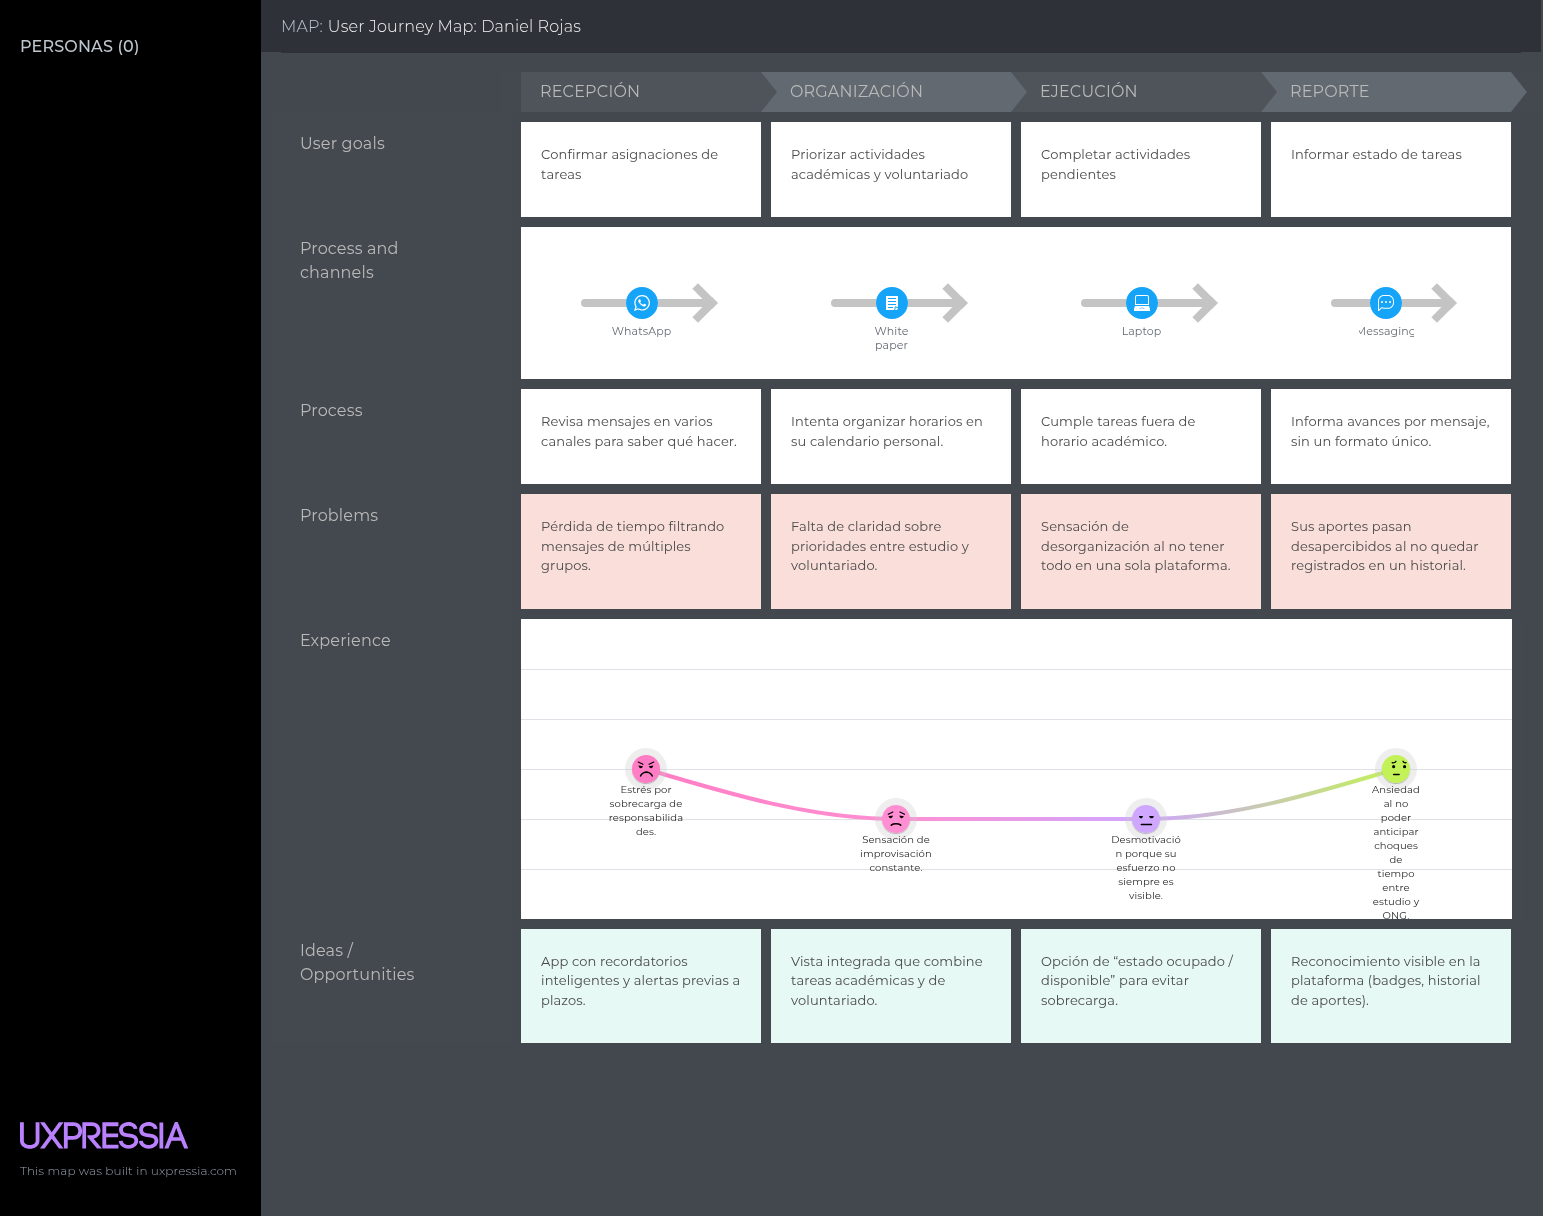 PERSONAS (0)
MAP: User Journey Map: Daniel Rojas
RECEPCIÓN
ORGANIZACIÓN
EJECUCIÓN
REPORTE
User goals
Confirmar asignaciones de
tareas
Priorizar actividades
académicas y voluntariado
Completar actividades
pendientes
Informar estado de tareas
Process and
channels
WhatsApp
White
paper
Laptop
Messaging
Process
Revisa mensajes en varios
canales para saber qué hacer.
Intenta organizar horarios en
su calendario personal.
Cumple tareas fuera de
horario académico.
Informa avances por mensaje,
sin un formato único.
Problems
Pérdida de tiempo filtrando
mensajes de múltiples
grupos.
Falta de claridad sobre
prioridades entre estudio y
voluntariado.
Sensación de
desorganización al no tener
todo en una sola plataforma.
Sus aportes pasan
desapercibidos al no quedar
registrados en un historial.
Experience
Estrés por
sobrecarga de
responsabilida
des.
Sensación de
improvisación
constante.
Desmotivació
n porque su
esfuerzo no
siempre es
visible.
Ansiedad
al no
poder
anticipar
choques
de
tiempo
entre
estudio y
ONG.
Ideas /
Opportunities
App con recordatorios
inteligentes y alertas previas a
plazos.
Vista integrada que combine
tareas académicas y de
voluntariado.
Opción de “estado ocupado /
disponible” para evitar
sobrecarga.
Reconocimiento visible en la
plataforma (badges, historial
de aportes).
UXPRESSIA
This map was built in uxpressia.com